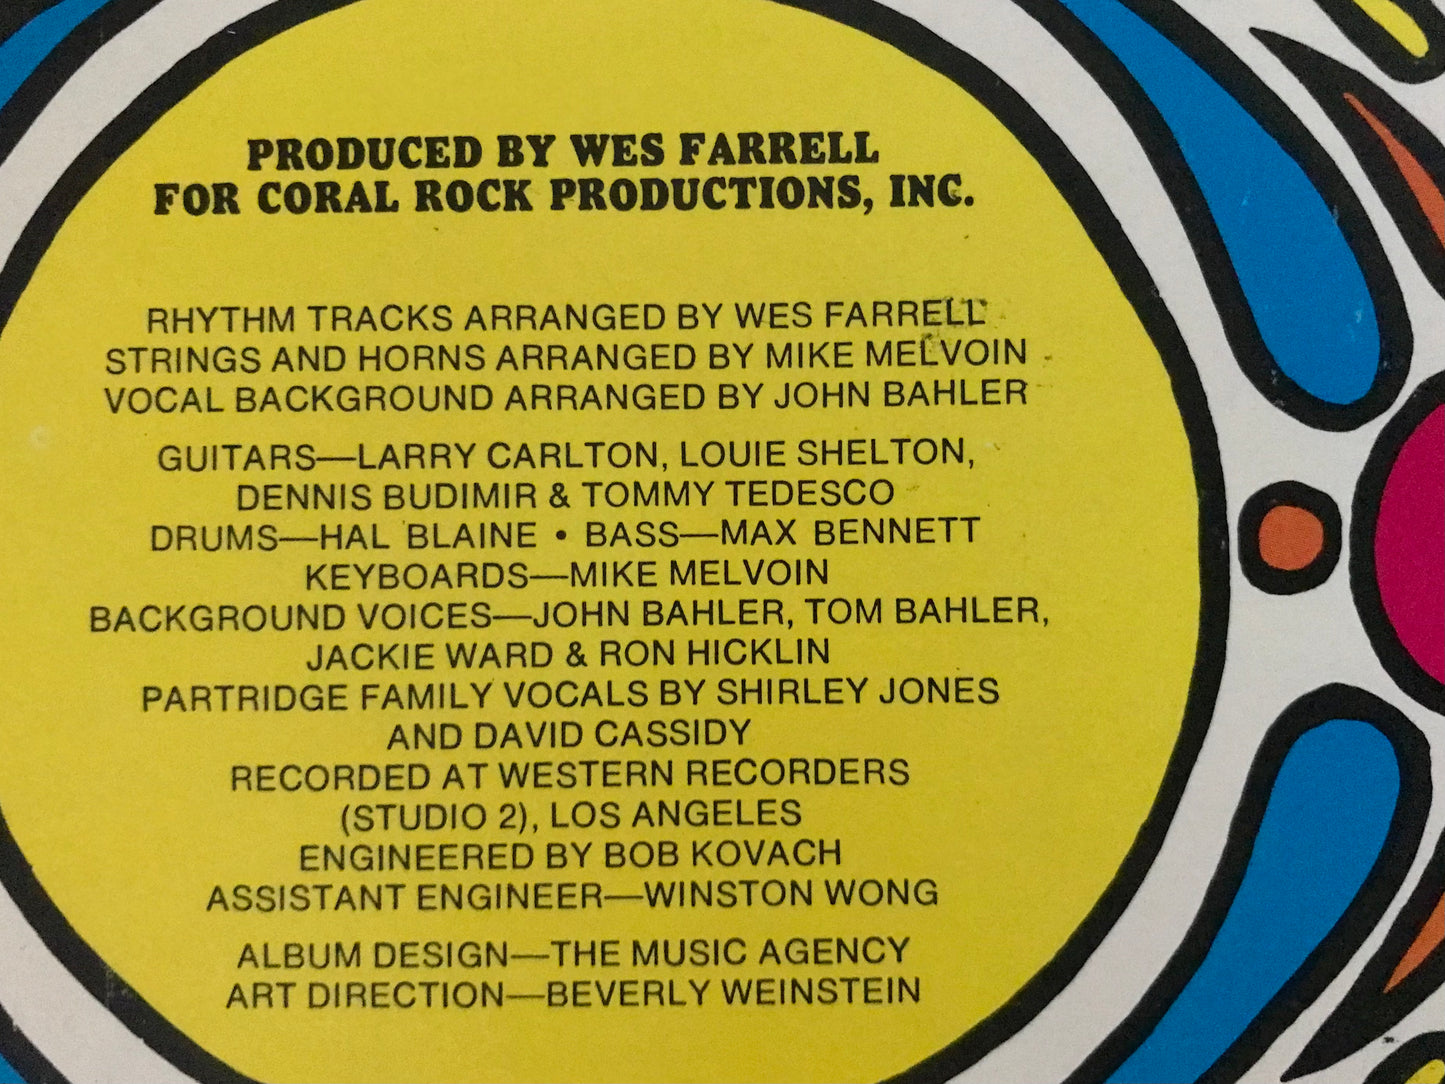 PRODUCED BY WES FARRELL
FOR CORAL ROCK PRODUCTIONS, INC.
RHYTHM TRACKS ARRANGED BY WES FARRELL
STRINGS AND HORNS ARRANGED BY MIKE MELVOIN
VOCAL BACKGROUND ARRANGED BY JOHN BAHLER
GUITARS—LARRY CARLTON, LOUIE SHELTON,
DENNIS BUDIMIR & TOMMY TEDESCO
DRUMS—HAL BLAINE • BASS—MAX BENNETT
KEYBOARDS—MIKE MELVOIN
BACKGROUND VOICES—JOHN BAHLER, TOM BAHLER,
JACKIE WARD & RON HICKLIN
PARTRIDGE FAMILY VOCALS BY SHIRLEY JONES
AND DAVID CASSIDY
RECORDED AT WESTERN RECORDERS
(STUDIO 2), LOS ANGELES
ENGINEERED BY BOB KOVACH
ASSISTANT ENGINEER—WINSTON WONG
ALBUM DESIGN—THE MUSIC AGENCY
ART DIRECTION—BEVERLY WEINSTEIN